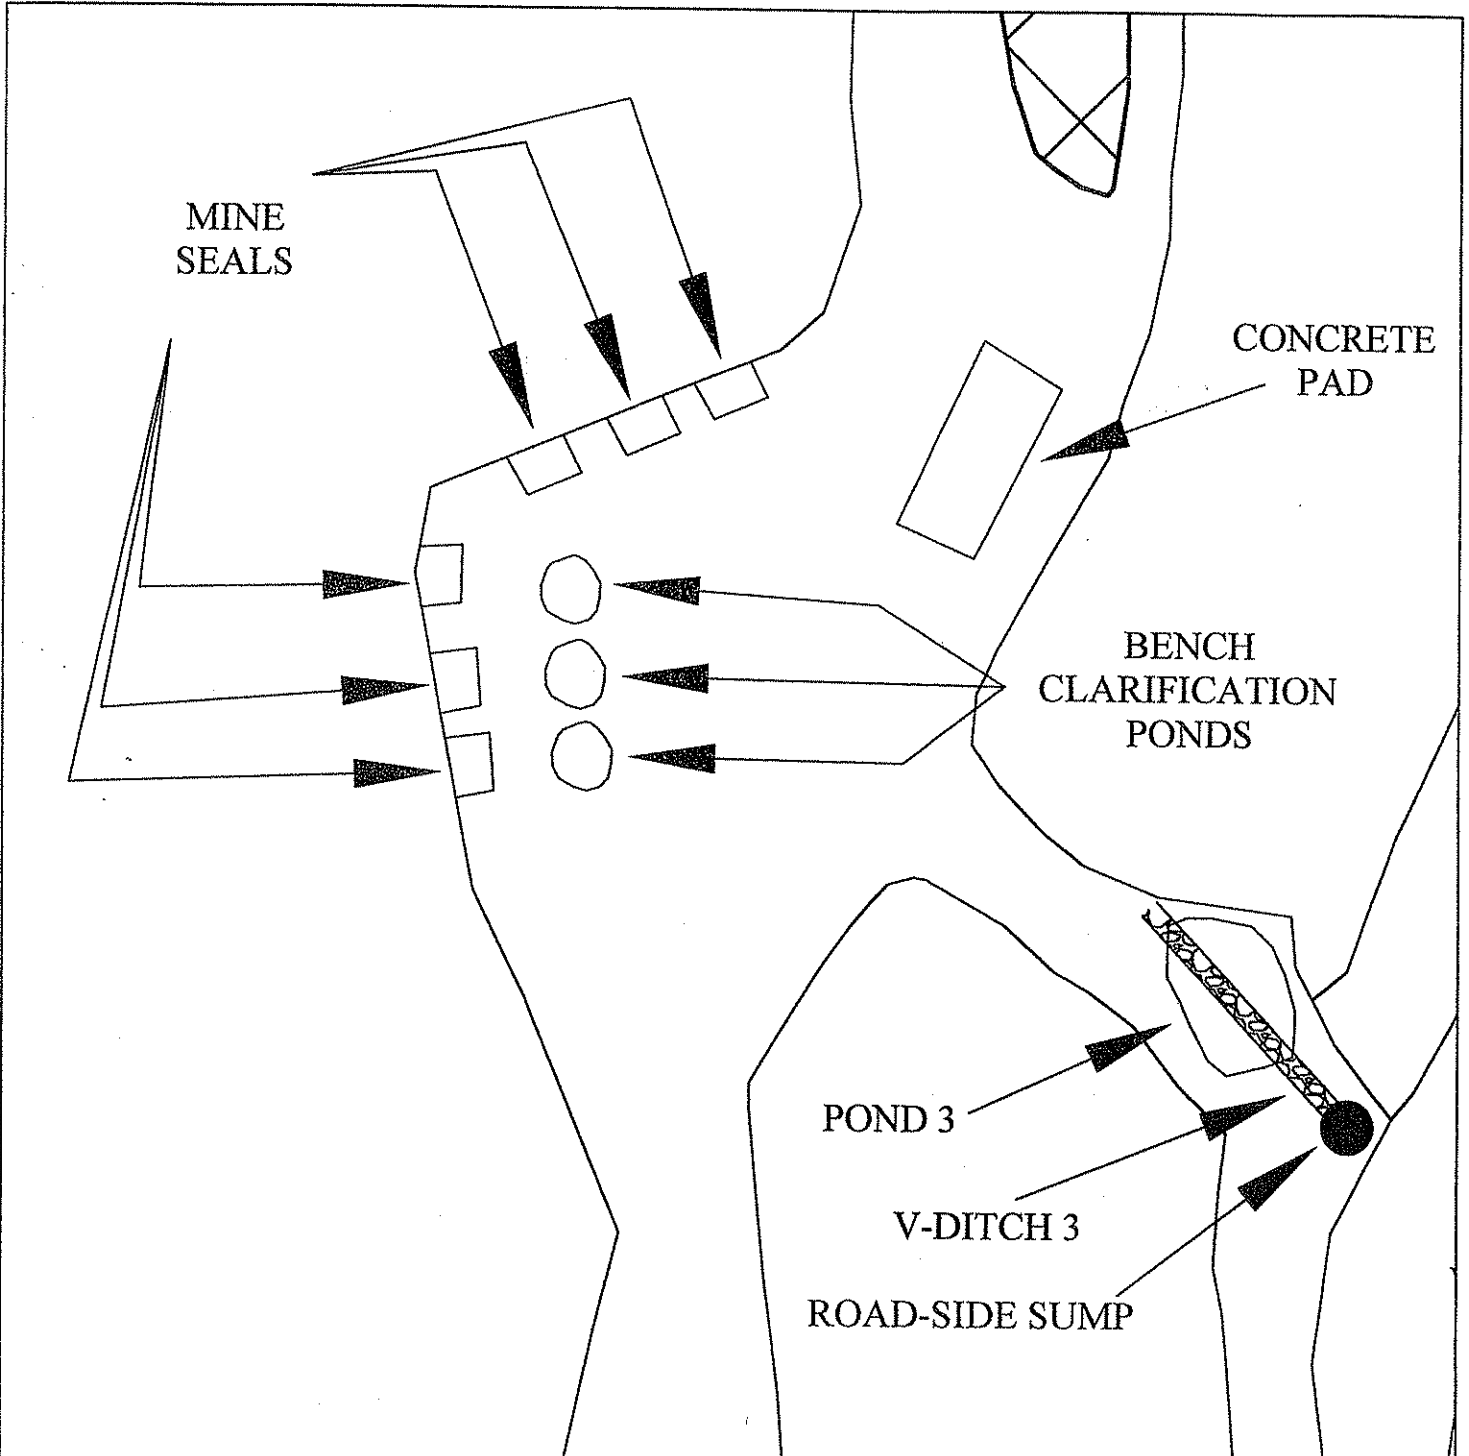 MINE
SEALS
CONCRETE
PAD
BENCH
CLARIFICATION
PONDS
POND 3
V-DITCH 3
ROAD-SIDE SUMP